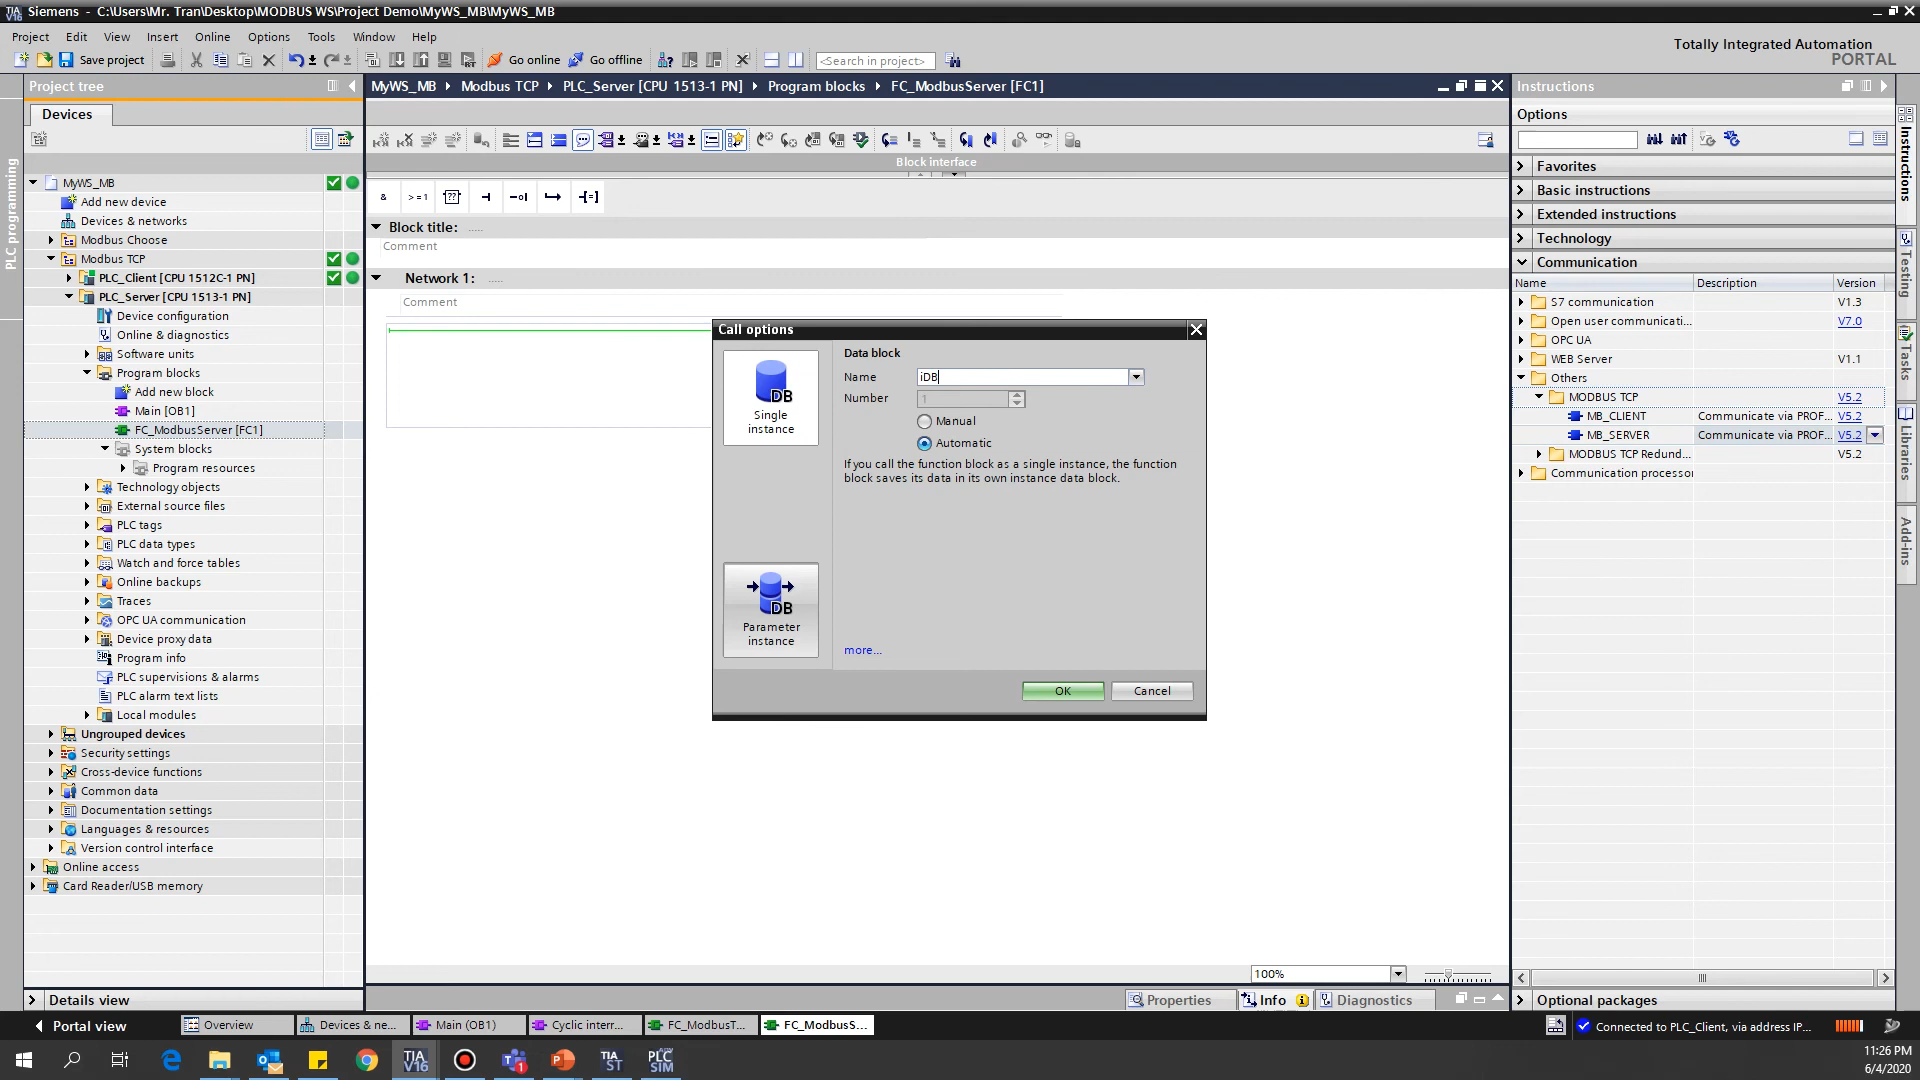 Siemens - C:\Users\Mr. Tran\Desktop\MODBUS WS\Project Demo\MyWS_MB\MyWS_MB
Project Edit View Insert Online Options Tools Window Help
Totally Integrated Automation
PORTAL
Save project
Go online
Go offline
<Search in project>
Project tree
Devices
PLC programming
MyWS_MB
Add new device
Devices & networks
Modbus Choose
Modbus TCP
PLC_Client [CPU 1512C-1 PN]
PLC_Server [CPU 1513-1 PN]
Device configuration
Online & diagnostics
Software units
Program blocks
Add new block
Main [OB1]
FC_ModbusServer [FC1]
System blocks
Program resources
Technology objects
External source files
PLC tags
PLC data types
Watch and force tables
Online backups
Traces
OPC UA communication
Device proxy data
Program info
PLC supervisions & alarms
PLC alarm text lists
Local modules
Ungrouped devices
Security settings
Cross-device functions
Common data
Documentation settings
Languages & resources
Version control interface
Online access
Card Reader/USB memory
Details view
MyWS_MB Modbus TCP PLC_Server [CPU 1513-1 PN] Program blocks FC_ModbusServer [FC1]
Block interface
& >=1 ??
Block title: .....
Comment
Network 1: .....
Comment
Call options
DB
Single
instance
DB
Parameter
instance
Data block
Name iDB
Number 1
Manual
Automatic
If you call the function block as a single instance, the function
block saves its data in its own instance data block.
more...
OK Cancel
100%
Properties Info Diagnostics
Instructions
Options
Favorites
Basic instructions
Extended instructions
Technology
Communication
Name Description Version
S7 communication V1.3
Open user communicati... V7.0
OPC UA
WEB Server V1.1
Others
MODBUS TCP V5.2
MB_CLIENT Communicate via PROF... V5.2
MB_SERVER Communicate via PROF... V5.2
MODBUS TCP Redund... V5.2
Communication processor
Optional packages
Instructions
Testing
Tasks
Libraries
Add-ins
Portal view
Overview
Devices & ne...
Main (OB1)
Cyclic interr...
FC_ModbusT...
FC_ModbusS...
Connected to PLC_Client, via address IP...
TIA V16
TIA ST
PLC SIM
11:26 PM
6/4/2020